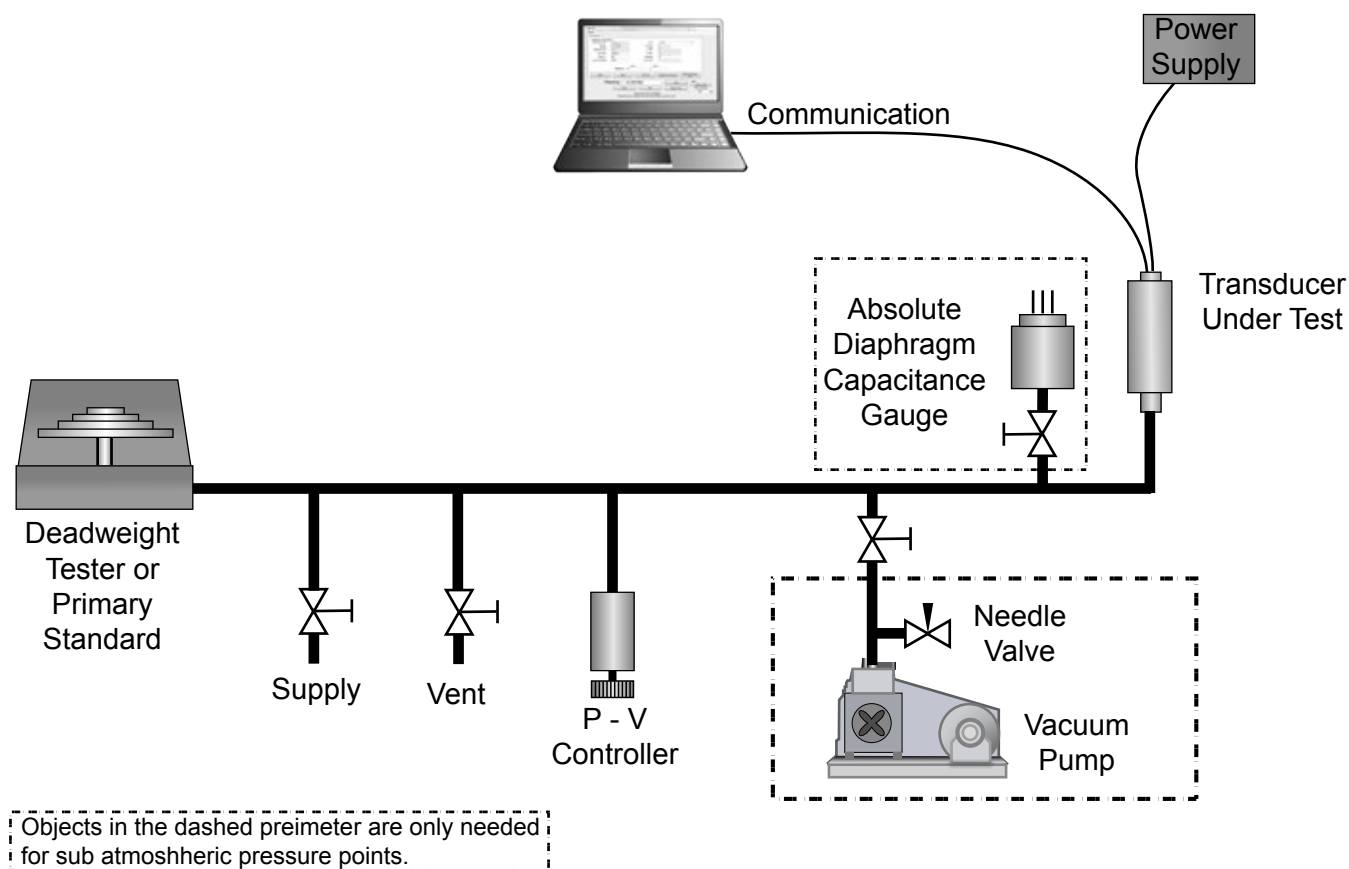 Power
Supply
Communication
Transducer
Under Test
Absolute
Diaphragm
Capacitance
Gauge
Deadweight
Tester or
Primary
Standard
Supply
Vent
P - V
Controller
Needle
Valve
Vacuum
Pump
Objects in the dashed preimeter are only needed
for sub atmoshheric pressure points.